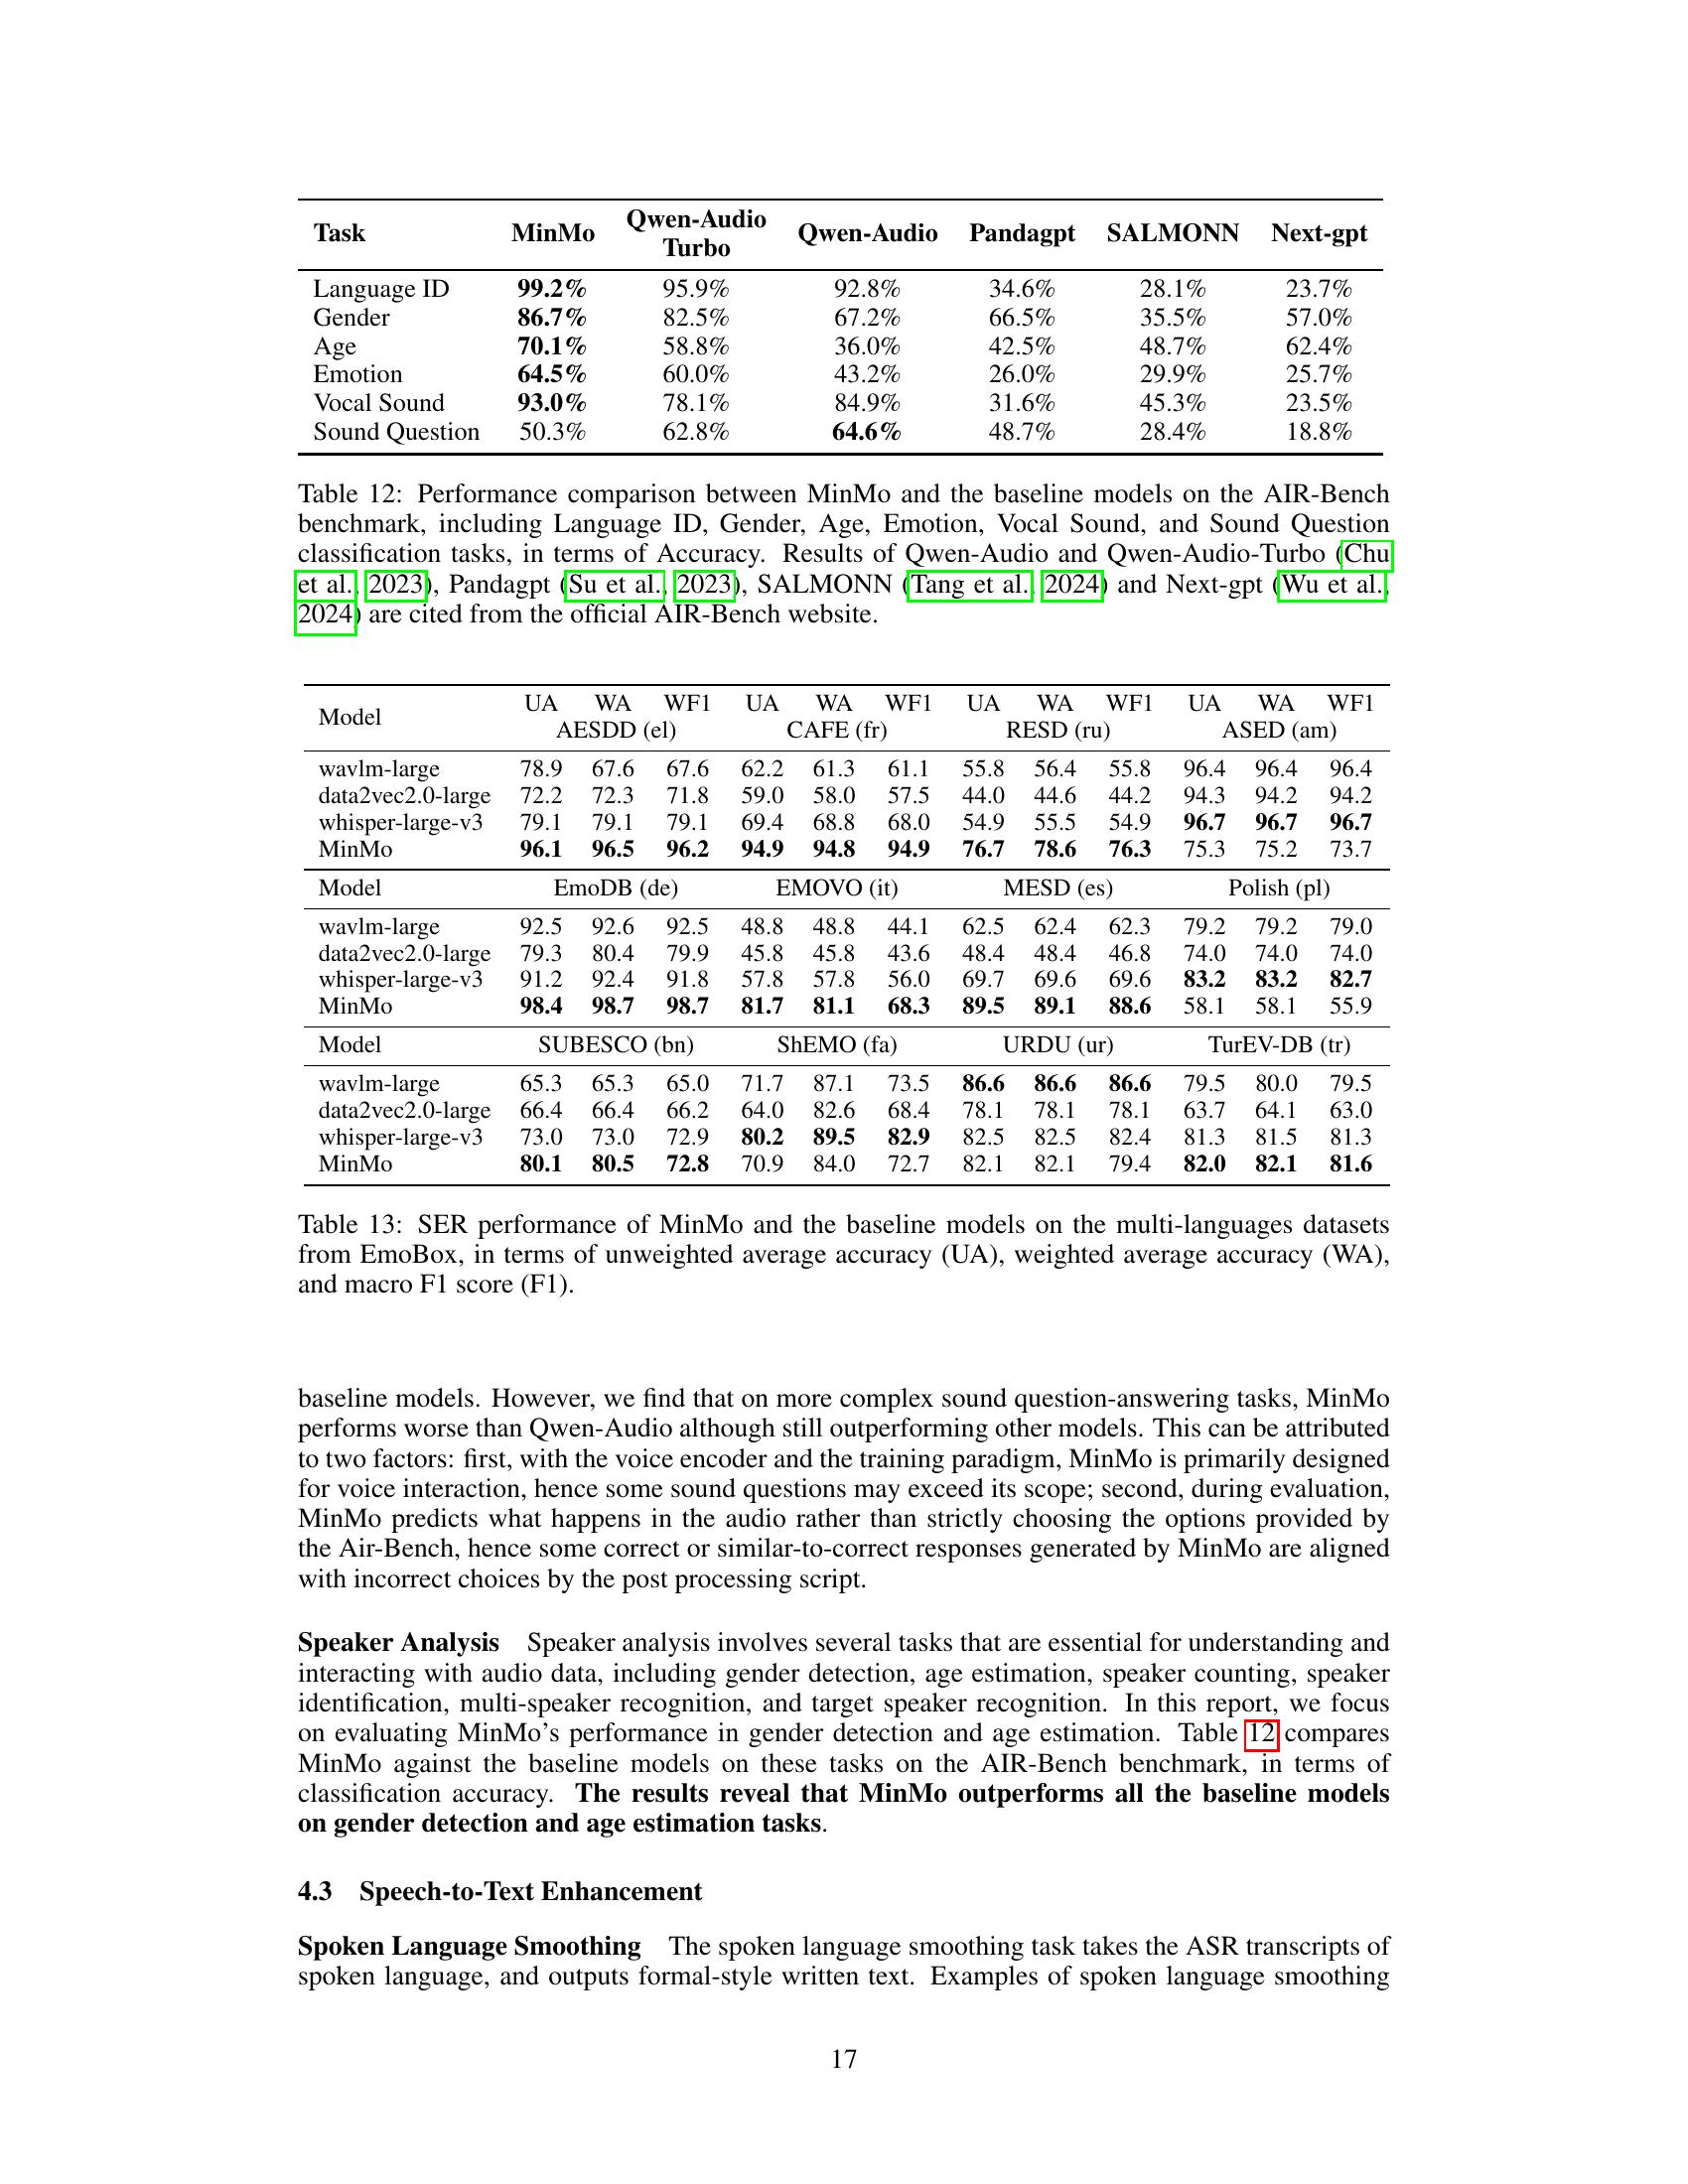 Task MinMo Qwen-Audio Turbo Qwen-Audio Pandagpt SALMONN Next-gpt
Language ID 99.2% 95.9% 92.8% 34.6% 28.1% 23.7%
Gender 86.7% 82.5% 67.2% 66.5% 35.5% 57.0%
Age 70.1% 58.8% 36.0% 42.5% 48.7% 62.4%
Emotion 64.5% 60.0% 43.2% 26.0% 29.9% 25.7%
Vocal Sound 93.0% 78.1% 84.9% 31.6% 45.3% 23.5%
Sound Question 50.3% 62.8% 64.6% 48.7% 28.4% 18.8%
Table 12: Performance comparison between MinMo and the baseline models on the AIR-Bench
benchmark, including Language ID, Gender, Age, Emotion, Vocal Sound, and Sound Question
classification tasks, in terms of Accuracy. Results of Qwen-Audio and Qwen-Audio-Turbo (Chu
et al., 2023), Pandagpt (Su et al., 2023), SALMONN (Tang et al., 2024) and Next-gpt (Wu et al.,
2024) are cited from the official AIR-Bench website.
Model UA WA WF1 UA WA WF1 UA WA WF1 UA WA WF1
AESDD (el) CAFE (fr) RESD (ru) ASED (am)
wavlm-large 78.9 67.6 67.6 62.2 61.3 61.1 55.8 56.4 55.8 96.4 96.4 96.4
data2vec2.0-large 72.2 72.3 71.8 59.0 58.0 57.5 44.0 44.6 44.2 94.3 94.2 94.2
whisper-large-v3 79.1 79.1 79.1 69.4 68.8 68.0 54.9 55.5 54.9 96.7 96.7 96.7
MinMo 96.1 96.5 96.2 94.9 94.8 94.9 76.7 78.6 76.3 75.3 75.2 73.7
Model EmoDB (de) EMOVO (it) MESD (es) Polish (pl)
wavlm-large 92.5 92.6 92.5 48.8 48.8 44.1 62.5 62.4 62.3 79.2 79.2 79.0
data2vec2.0-large 79.3 80.4 79.9 45.8 45.8 43.6 48.4 48.4 46.8 74.0 74.0 74.0
whisper-large-v3 91.2 92.4 91.8 57.8 57.8 56.0 69.7 69.6 69.6 83.2 83.2 82.7
MinMo 98.4 98.7 98.7 81.7 81.1 68.3 89.5 89.1 88.6 58.1 58.1 55.9
Model SUBESCO (bn) ShEMO (fa) URDU (ur) TurEV-DB (tr)
wavlm-large 65.3 65.3 65.0 71.7 87.1 73.5 86.6 86.6 86.6 79.5 80.0 79.5
data2vec2.0-large 66.4 66.4 66.2 64.0 82.6 68.4 78.1 78.1 78.1 63.7 64.1 63.0
whisper-large-v3 73.0 73.0 72.9 80.2 89.5 82.9 82.5 82.5 82.4 81.3 81.5 81.3
MinMo 80.1 80.5 72.8 70.9 84.0 72.7 82.1 82.1 79.4 82.0 82.1 81.6
Table 13: SER performance of MinMo and the baseline models on the multi-languages datasets
from EmoBox, in terms of unweighted average accuracy (UA), weighted average accuracy (WA),
and macro F1 score (F1).
baseline models. However, we find that on more complex sound question-answering tasks, MinMo
performs worse than Qwen-Audio although still outperforming other models. This can be attributed
to two factors: first, with the voice encoder and the training paradigm, MinMo is primarily designed
for voice interaction, hence some sound questions may exceed its scope; second, during evaluation,
MinMo predicts what happens in the audio rather than strictly choosing the options provided by
the Air-Bench, hence some correct or similar-to-correct responses generated by MinMo are aligned
with incorrect choices by the post processing script.
Speaker Analysis Speaker analysis involves several tasks that are essential for understanding and
interacting with audio data, including gender detection, age estimation, speaker counting, speaker
identification, multi-speaker recognition, and target speaker recognition. In this report, we focus
on evaluating MinMo's performance in gender detection and age estimation. Table 12 compares
MinMo against the baseline models on these tasks on the AIR-Bench benchmark, in terms of
classification accuracy. The results reveal that MinMo outperforms all the baseline models
on gender detection and age estimation tasks.
4.3 Speech-to-Text Enhancement
Spoken Language Smoothing The spoken language smoothing task takes the ASR transcripts of
spoken language, and outputs formal-style written text. Examples of spoken language smoothing
17